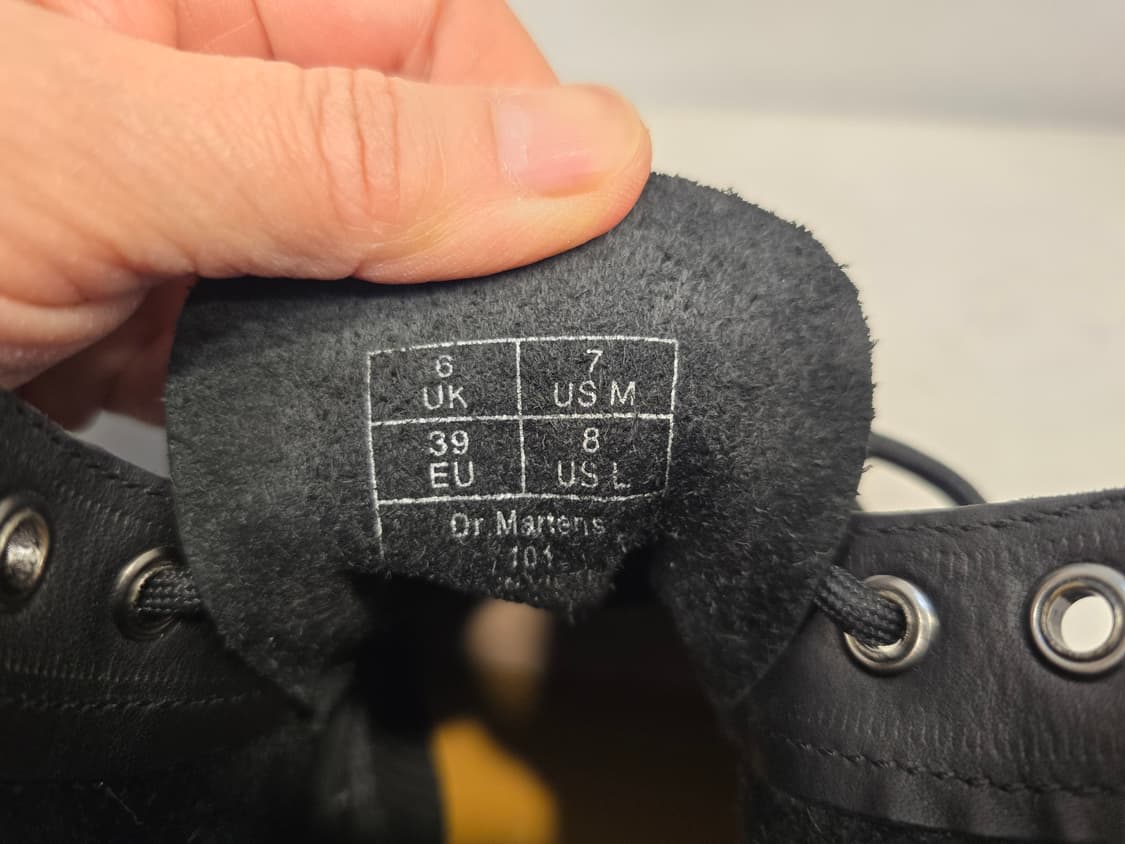 6 7
UK US M
39 8
EU US L
Dr. Martens
101